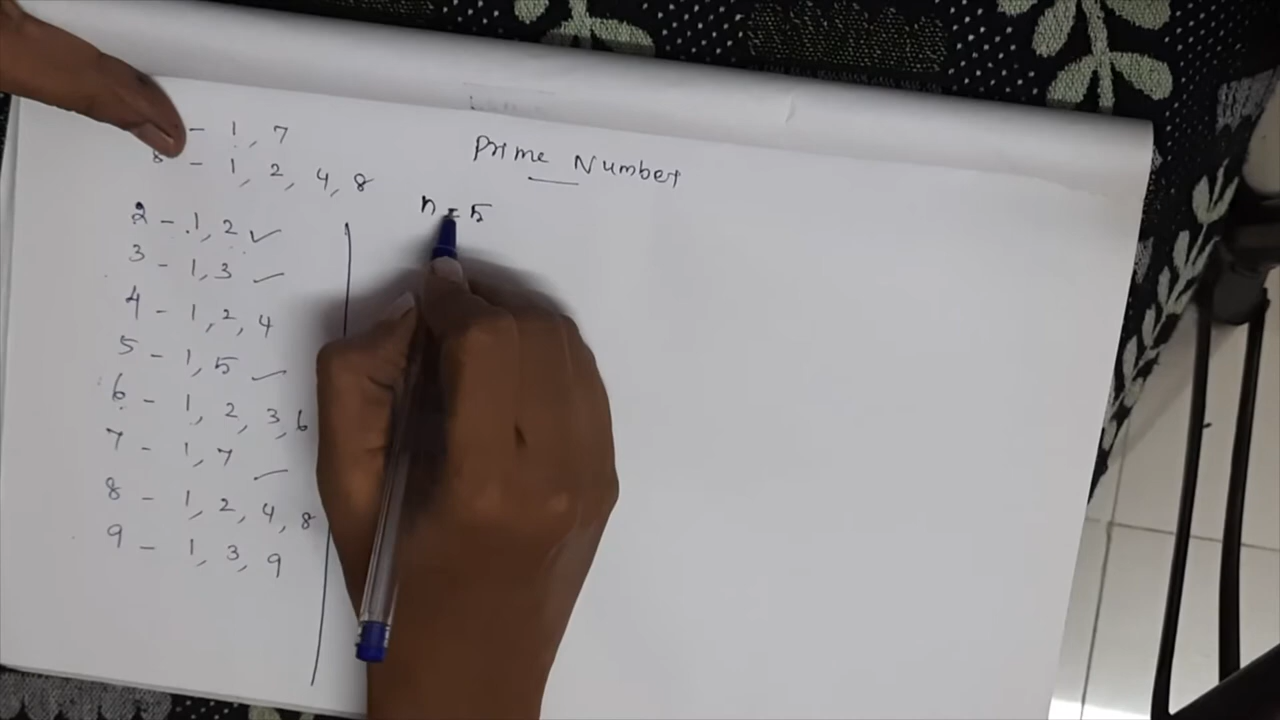 - 1, 7
8 - 1, 2, 4, 8
Prime Number
n = 5
2 - 1, 2 ✓
3 - 1, 3 ✓
4 - 1, 2, 4
5 - 1, 5 ✓
6 - 1, 2, 3, 6
7 - 1, 7 ✓
8 - 1, 2, 4, 8
9 - 1, 3, 9